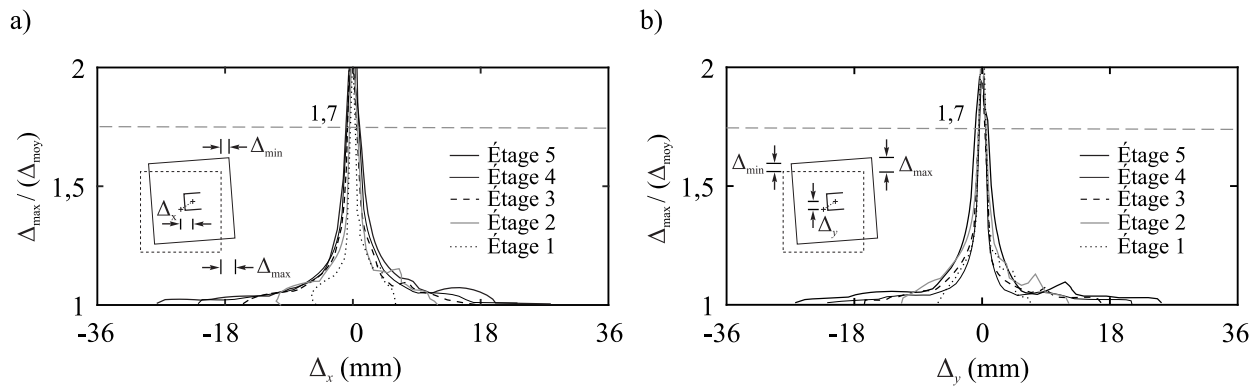 a)
2
1,5
1
Δmax / (Δmoy)
1,7
Δmin
Δx
Δmax
Étage 5
Étage 4
Étage 3
Étage 2
Étage 1
-36
-18
0
18
36
Δx (mm)
b)
2
1,5
1
Δmax / (Δmoy)
1,7
Δmin
Δmax
Δy
Étage 5
Étage 4
Étage 3
Étage 2
Étage 1
-36
-18
0
18
36
Δy (mm)